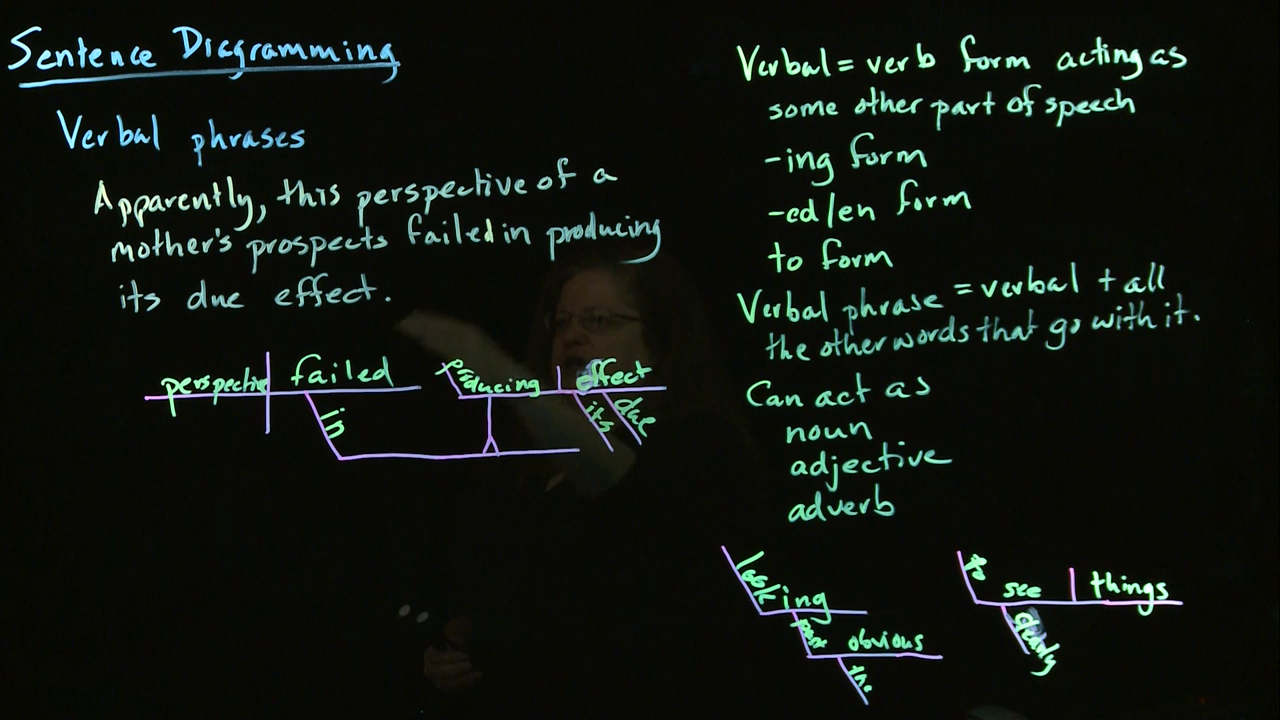 Sentence Diagramming
Verbal phrases
Apparently, this perspective of a
mother's prospects failed in producing
its due effect.
perspective failed
in
producing effect
its due
Verbal = verb form acting as
some other part of speech
-ing form
-ed/en form
to form
Verbal phrase = verbal + all
the other words that go with it.
Can act as
noun
adjective
adverb
looking
past obvious
the
to see things
clearly